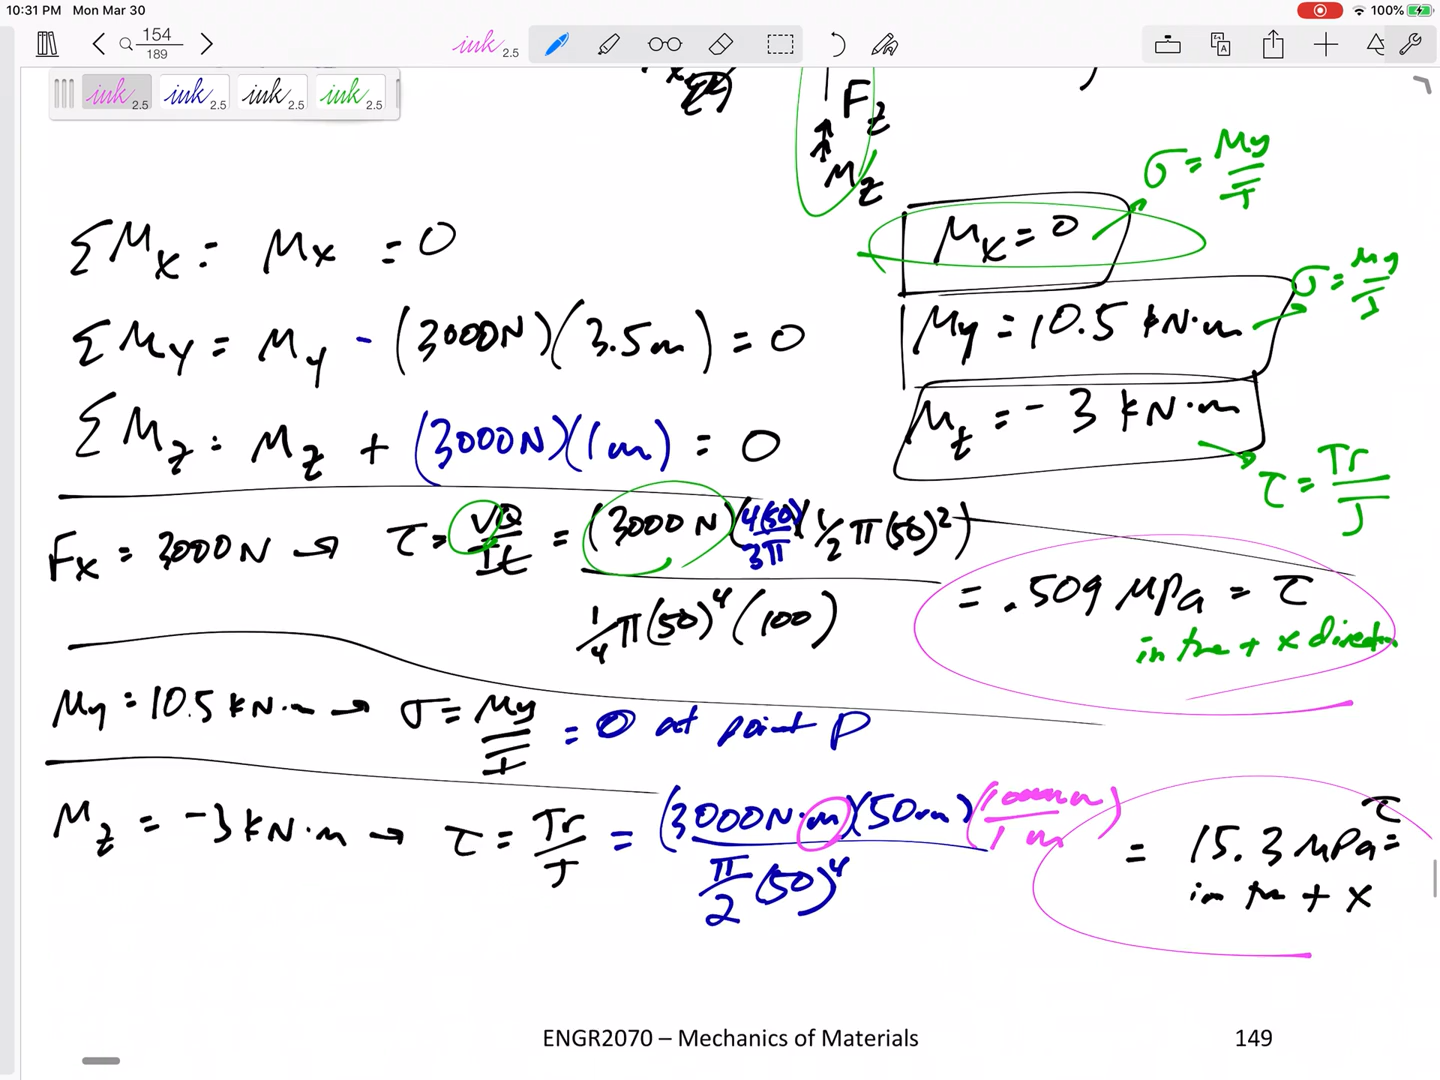 10:31 PM Mon Mar 30
100%
154
189
ink 2.5
ink 2.5 ink 2.5 ink 2.5 ink 2.5
F_z
M_z
σ = My/I
ΣM_x = M_x = 0
M_x = 0
ΣM_y = M_y - (3000N)(3.5m) = 0
M_y = 10.5 kN·m
σ = My/I
ΣM_z = M_z + (3000N)(1m) = 0
M_z = -3 kN·m
τ = Tr/J
F_x = 3000N → τ = VQ/It = (3000N)(4(50)/3π)(1/2 π(50)²) / 1/4 π(50)⁴(100) = .509 MPa = τ
in the + x direction
M_y = 10.5 kN·m → σ = My/I = 0 at point P
M_z = -3 kN·m → τ = Tr/J = (3000N·m)(50m)(1000mm/1m) / π/2 (50)⁴ = 15.3 MPa = τ
in the + x
ENGR2070 – Mechanics of Materials
149